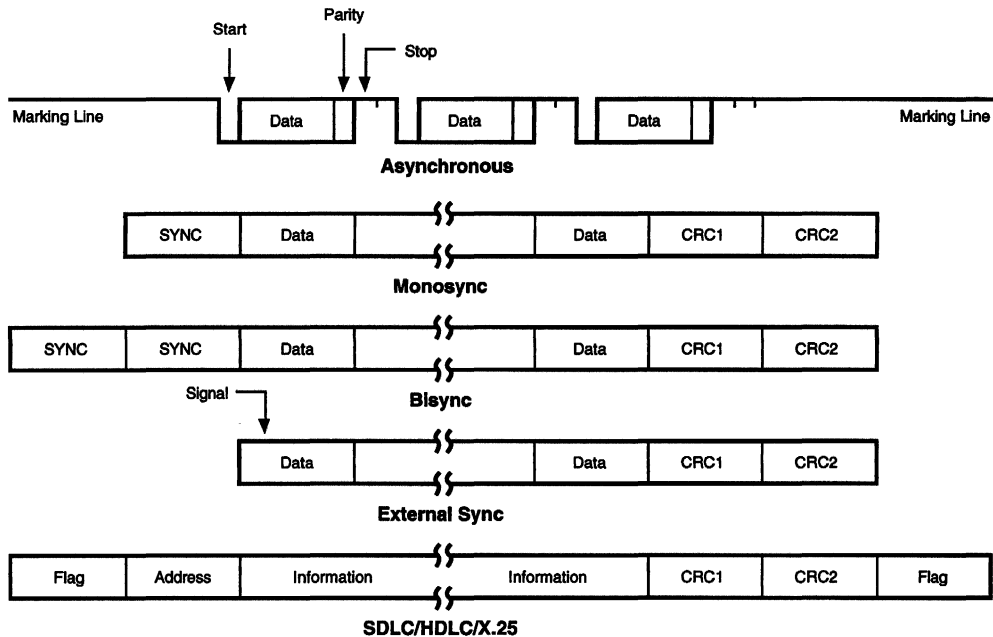 Parity
Start
Stop
Marking Line Data Data Data Marking Line
Asynchronous
SYNC Data Data CRC1 CRC2
Monosync
SYNC SYNC Data Data CRC1 CRC2
Signal
Bisync
Data Data CRC1 CRC2
External Sync
Flag Address Information Information CRC1 CRC2 Flag
SDLC/HDLC/X.25